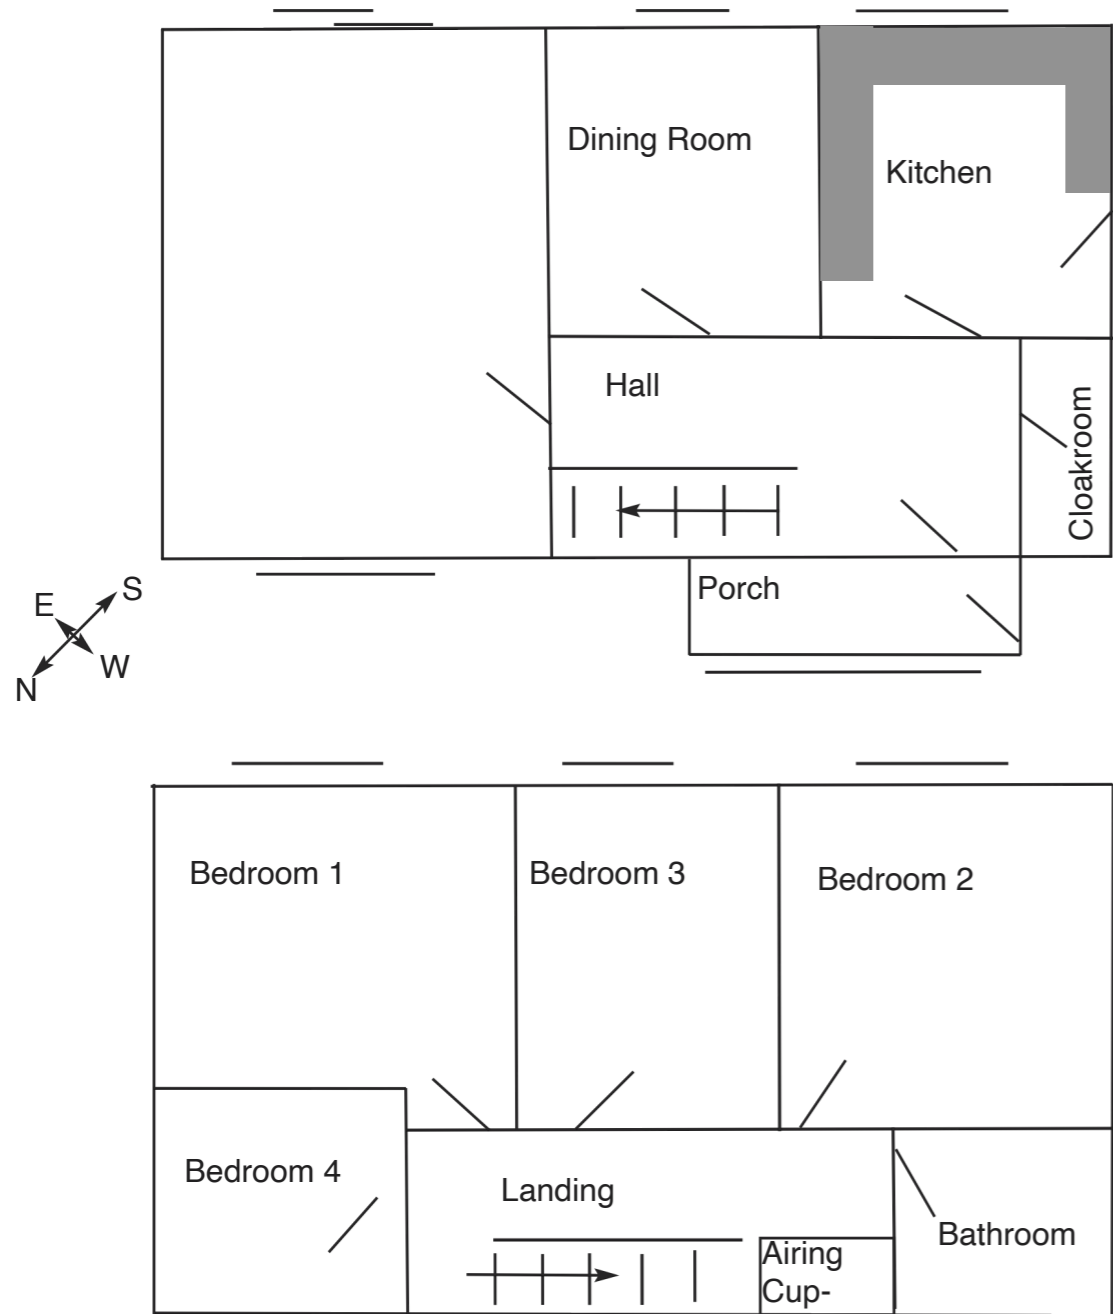 Dining Room
Kitchen
Hall
Cloakroom
Porch
S
E
W
N
Bedroom 1
Bedroom 3
Bedroom 2
Bedroom 4
Landing
Bathroom
Airing
Cup-